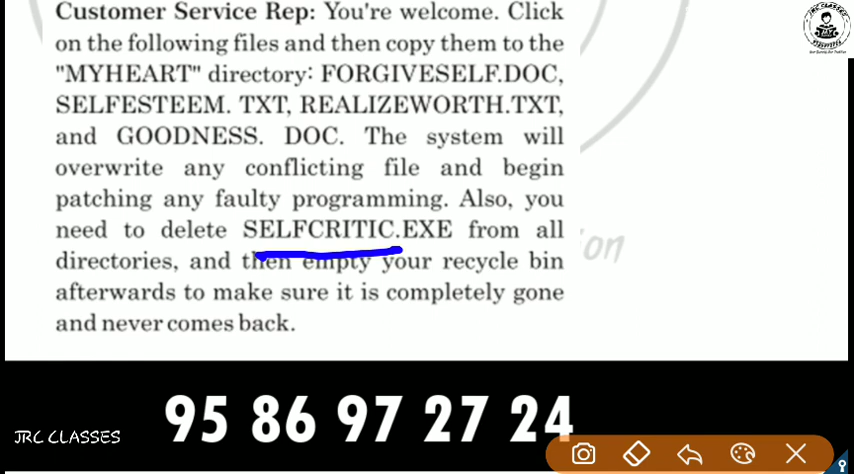 Customer Service Rep: You're welcome. Click
on the following files and then copy them to the
"MYHEART" directory: FORGIVESELF.DOC,
SELFESTEEM. TXT, REALIZEWORTH.TXT,
and GOODNESS. DOC. The system will
overwrite any conflicting file and begin
patching any faulty programming. Also, you
need to delete SELFCRITIC.EXE from all
directories, and then empty your recycle bin
afterwards to make sure it is completely gone
and never comes back.
on
JRC CLASSES
95 86 97 27 24
JRC CLASSES